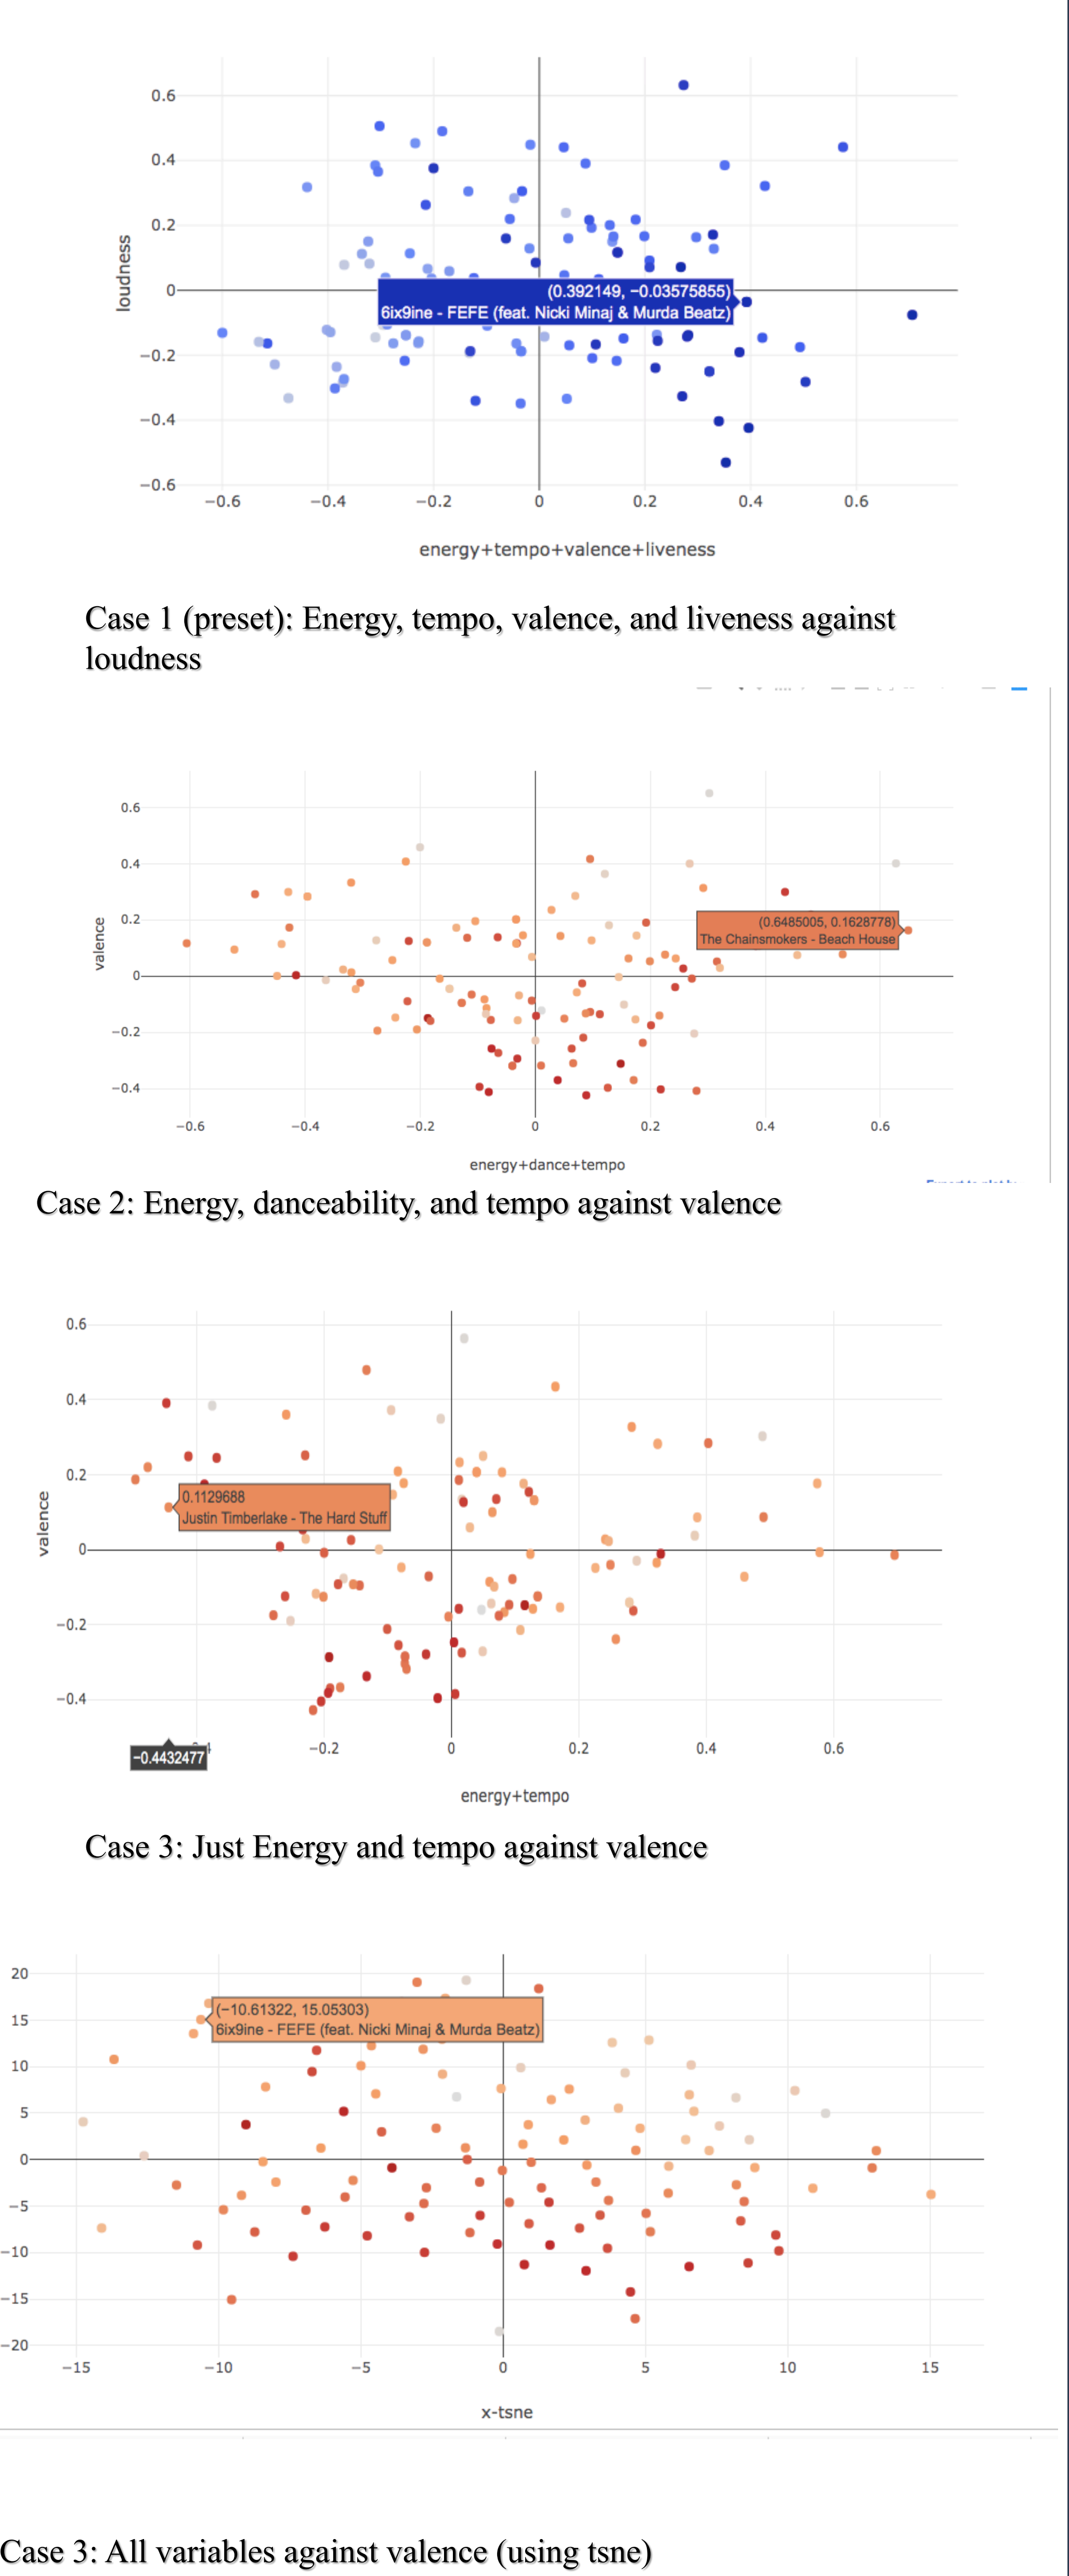 0.6
0.4
0.2
0
−0.2
−0.4
−0.6
loudness
(0.392149, −0.03575855)
6ix9ine - FEFE (feat. Nicki Minaj & Murda Beatz)
−0.6 −0.4 −0.2 0 0.2 0.4 0.6
energy+tempo+valence+liveness
Case 1 (preset): Energy, tempo, valence, and liveness against
loudness
0.6
0.4
0.2
0
−0.2
−0.4
valence
(0.6485005, 0.1628778)
The Chainsmokers - Beach House
−0.6 −0.4 −0.2 0 0.2 0.4 0.6
energy+dance+tempo
Case 2: Energy, danceability, and tempo against valence
0.6
0.4
0.2
0
−0.2
−0.4
valence
0.1129688
Justin Timberlake - The Hard Stuff
−0.4432477
−0.2 0 0.2 0.4 0.6
energy+tempo
Case 3: Just Energy and tempo against valence
20
15
10
5
0
−5
−10
−15
−20
(−10.61322, 15.05303)
6ix9ine - FEFE (feat. Nicki Minaj & Murda Beatz)
−15 −10 −5 0 5 10 15
x-tsne
Case 3: All variables against valence (using tsne)